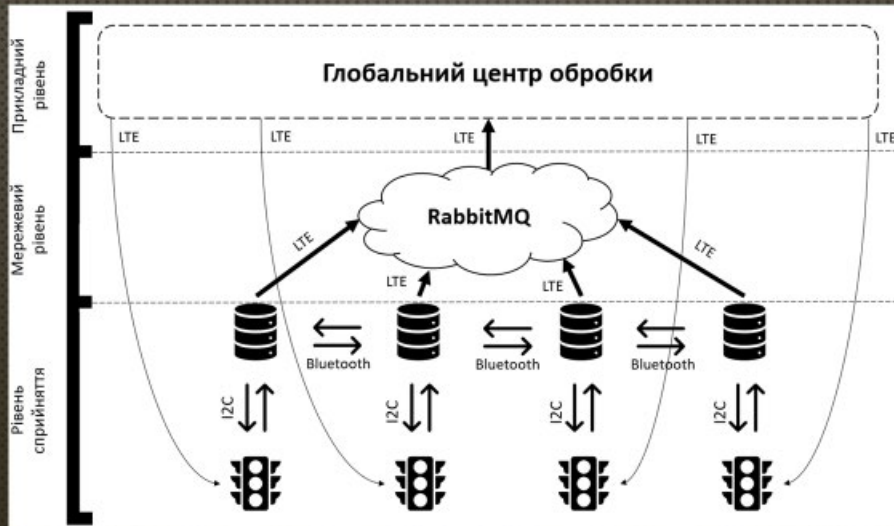 Прикладний
рівень
Глобальний центр обробки
LTE
LTE
LTE
LTE
LTE
Мережевий
рівень
RabbitMQ
LTE
LTE
LTE
LTE
Рівень
сприйняття
Bluetooth
Bluetooth
Bluetooth
I2C
I2C
I2C
I2C